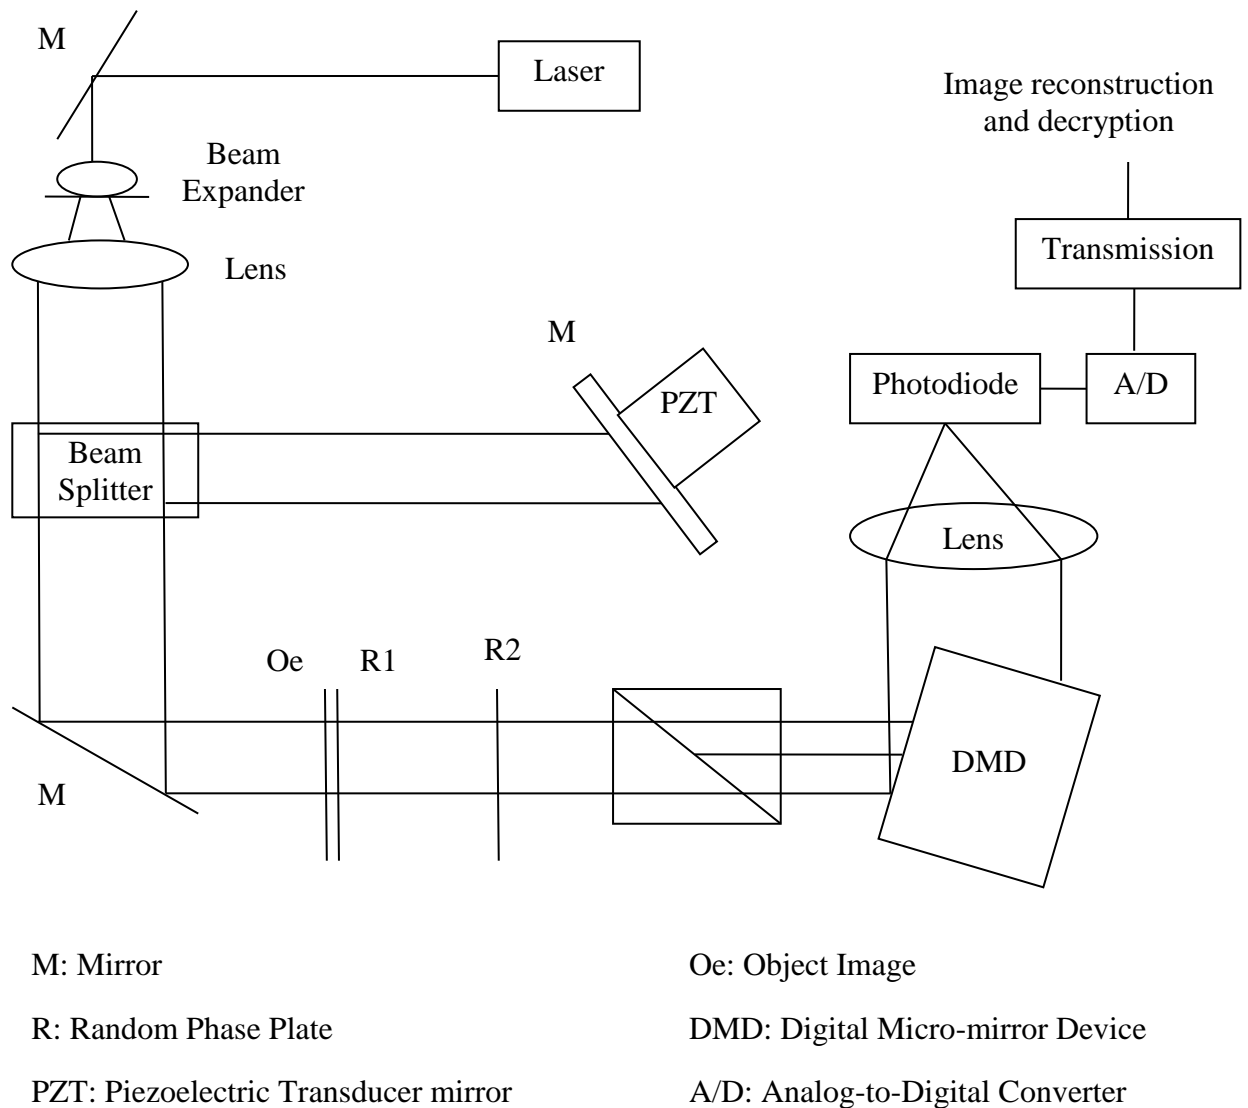 M
Laser
Image reconstruction
and decryption
Beam
Expander
Transmission
Lens
M
PZT
Photodiode
A/D
Beam
Splitter
Lens
Oe
R1
R2
DMD
M
M: Mirror
Oe: Object Image
R: Random Phase Plate
DMD: Digital Micro-mirror Device
PZT: Piezoelectric Transducer mirror
A/D: Analog-to-Digital Converter